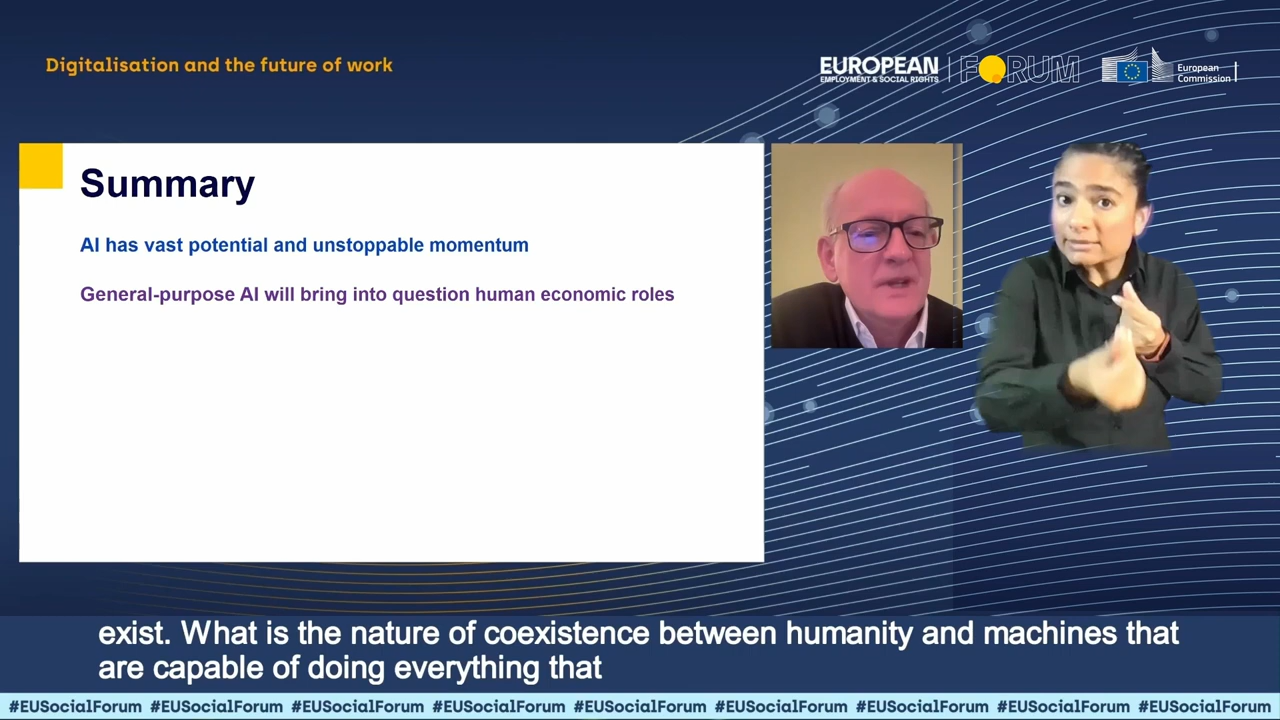 Digitalisation and the future of work
EUROPEAN
EMPLOYMENT & SOCIAL RIGHTS
FORUM
European
Commission
Summary
AI has vast potential and unstoppable momentum
General-purpose AI will bring into question human economic roles
exist. What is the nature of coexistence between humanity and machines that
are capable of doing everything that
#EUSocialForum #EUSocialForum #EUSocialForum #EUSocialForum #EUSocialForum #EUSocialForum #EUSocialForum #EUSocialForum #EUSocialForum